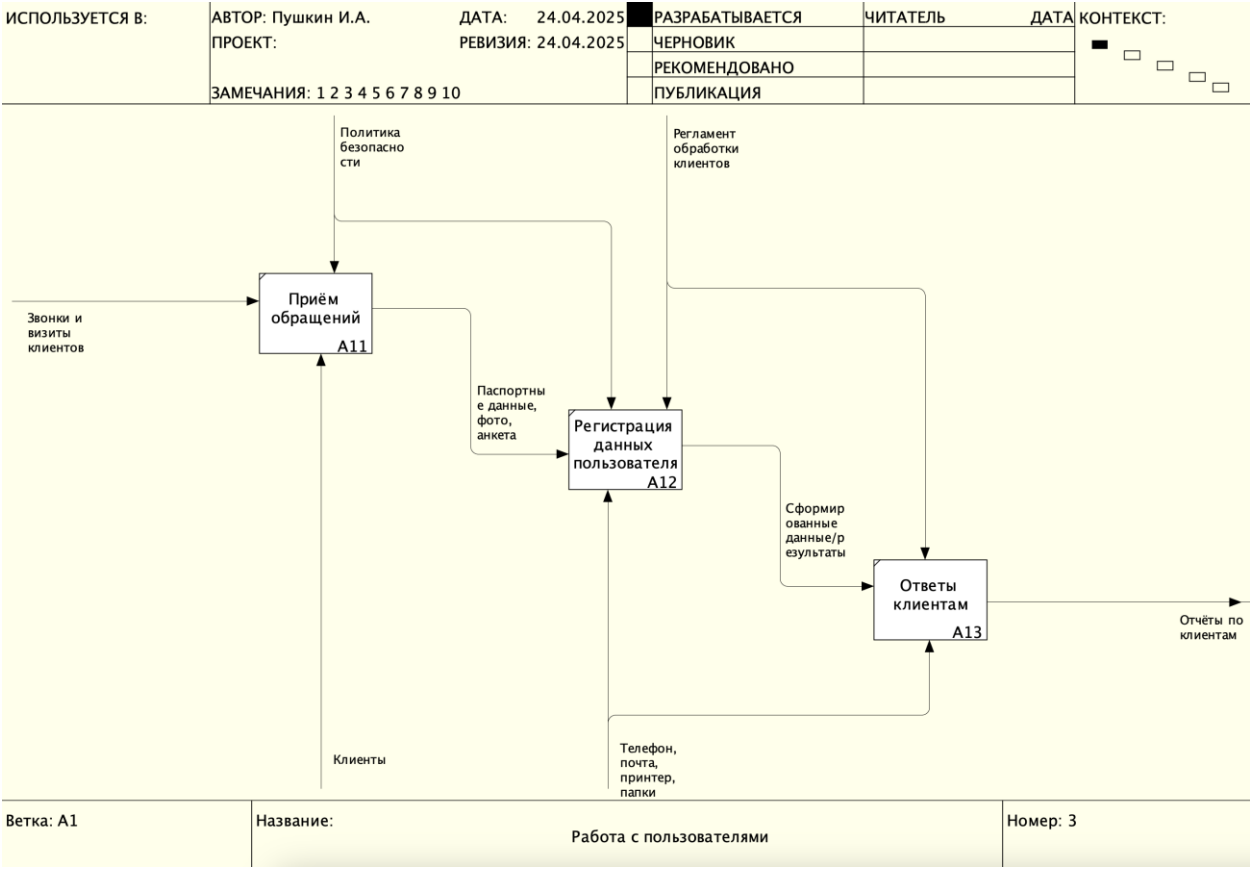 ИСПОЛЬЗУЕТСЯ В:
АВТОР: Пушкин И.А.
ДАТА: 24.04.2025
РАЗРАБАТЫВАЕТСЯ
ЧИТАТЕЛЬ
ДАТА
КОНТЕКСТ:
ПРОЕКТ:
РЕВИЗИЯ: 24.04.2025
ЧЕРНОВИК
РЕКОМЕНДОВАНО
ЗАМЕЧАНИЯ: 1 2 3 4 5 6 7 8 9 10
ПУБЛИКАЦИЯ
Политика
безопасно
сти
Регламент
обработки
клиентов
Звонки и
визиты
клиентов
Приём
обращений
A11
Паспортны
е данные,
фото,
анкета
Регистрация
данных
пользователя
A12
Сформир
ованные
данные/р
езультаты
Ответы
клиентам
A13
Отчёты по
клиентам
Клиенты
Телефон,
почта,
принтер,
папки
Ветка: A1
Название:
Работа с пользователями
Номер: 3